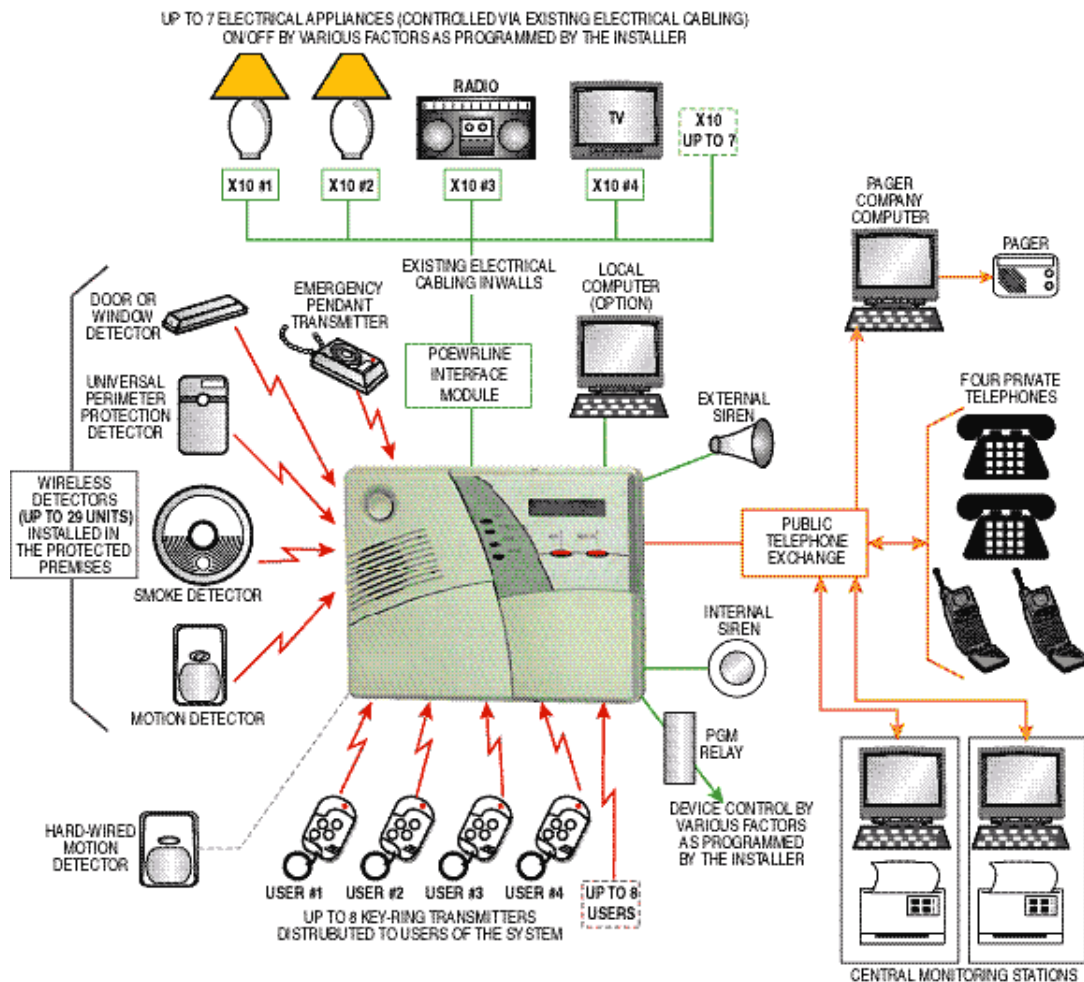 UP TO 7 ELECTRICAL APPLIANCES (CONTROLLED VIA EXISTING ELECTRICAL CABLING)
ON/OFF BY VARIOUS FACTORS AS PROGRAMMED BY THE INSTALLER
RADIO
TV
X10
UP TO 7
X10 #1
X10 #2
X10 #3
X10 #4
PAGER
COMPANY
COMPUTER
PAGER
EXISTING ELECTRICAL
CABLING IN WALLS
LOCAL
COMPUTER
(OPTION)
EMERGENCY
PENDANT
TRANSMITTER
DOOR OR
WINDOW
DETECTOR
POEWRLINE
INTERFACE
MODULE
UNIVERSAL
PERIMETER
PROTECTION
DETECTOR
EXTERNAL
SIREN
FOUR PRIVATE
TELEPHONES
WIRELESS
DETECTORS
(UP TO 29 UNITS)
INSTALLED IN
THE PROTECTED
PREMISES
SMOKE DETECTOR
PUBLIC
TELEPHONE
EXCHANGE
INTERNAL
SIREN
MOTION DETECTOR
PGM
RELAY
HARD-WIRED
MOTION
DETECTOR
DEVICE CONTROL BY
VARIOUS FACTORS
AS PROGRAMMED
BY THE INSTALLER
USER #1
USER #2
USER #3
USER #4
UP TO 8
USERS
UP TO 8 KEY-RING TRANSMITTERS
DISTRUBUTED TO USERS OF THE SYSTEM
CENTRAL MONITORING STATIONS